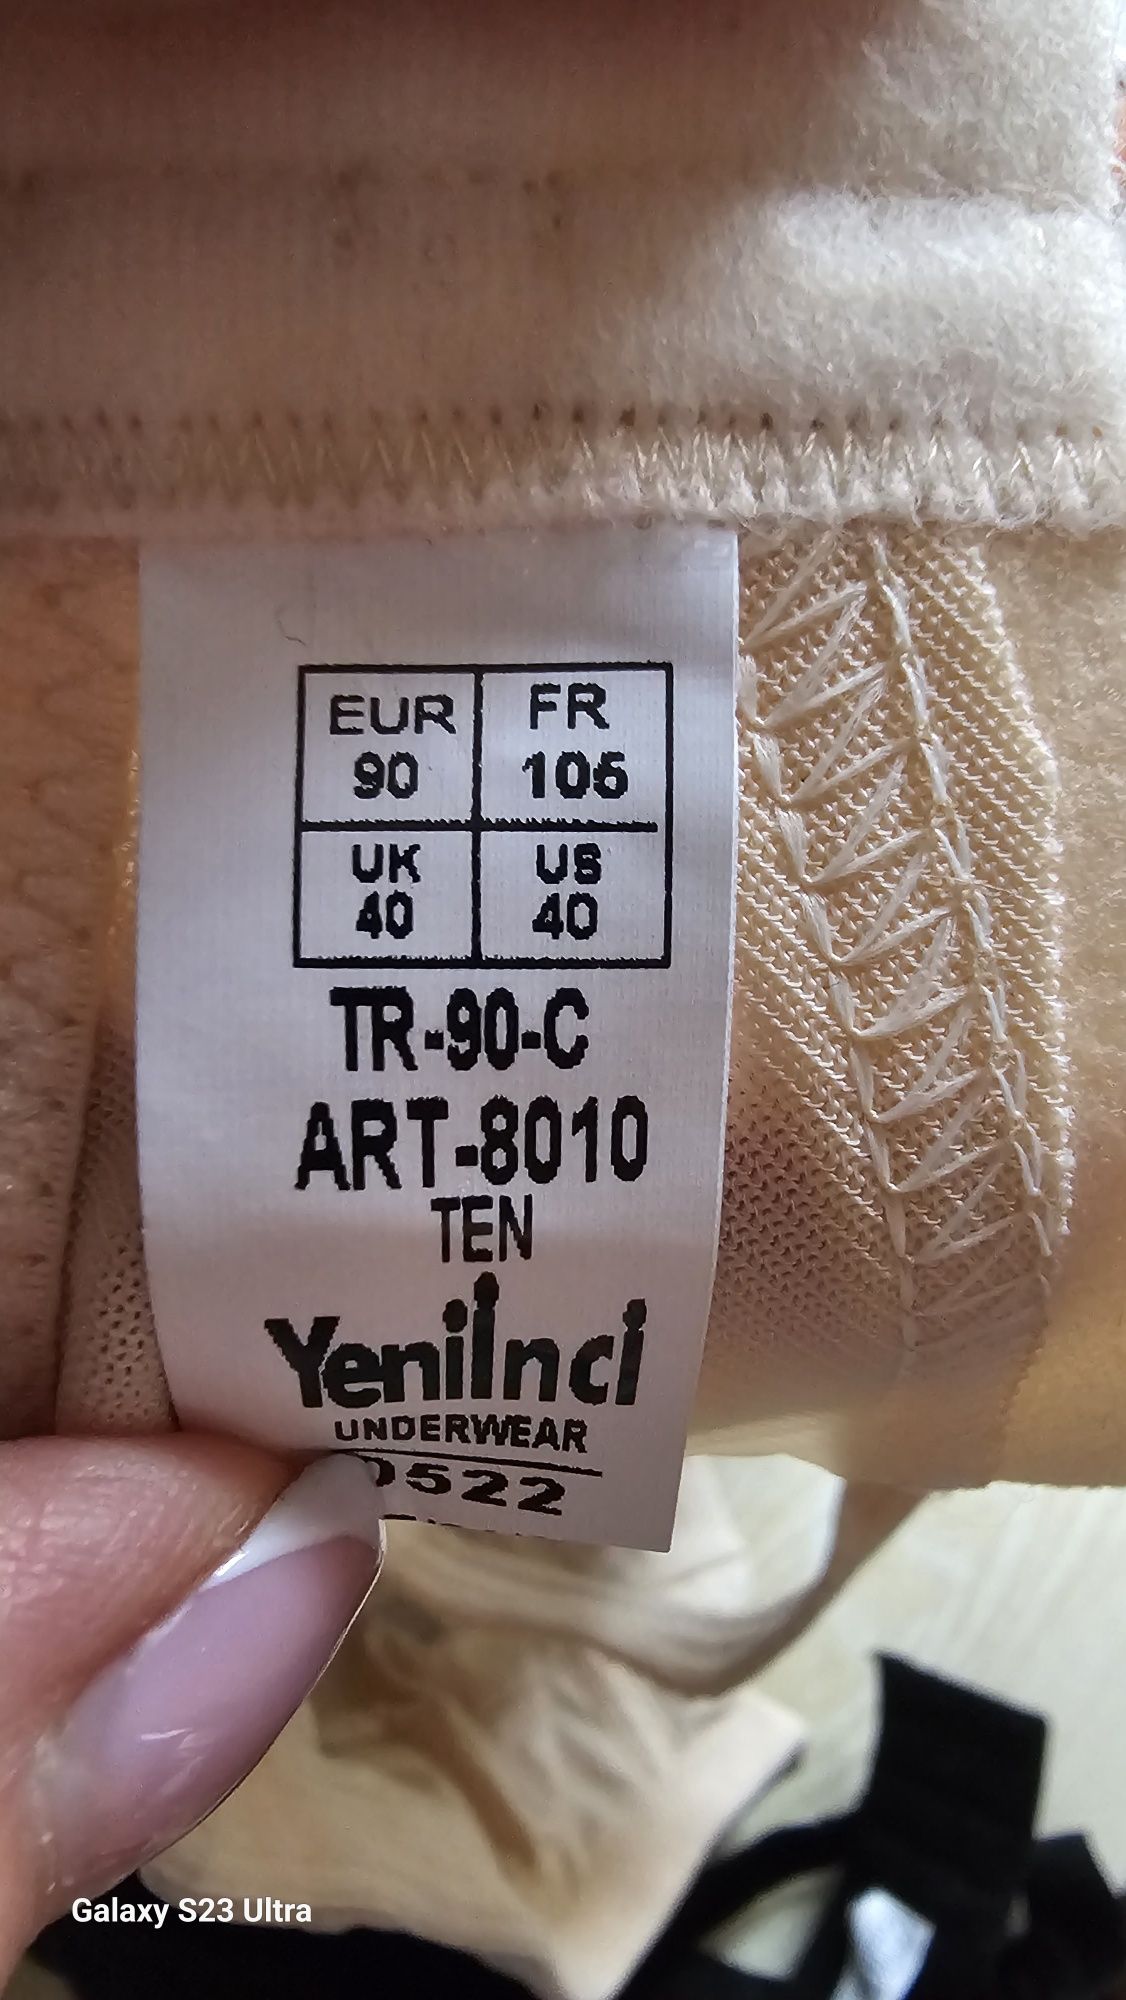 EUR FR
90 105
UK US
40 40
TR-90-C
ART-8010
TEN
Yeniİnci
UNDERWEAR
0522
Galaxy S23 Ultra